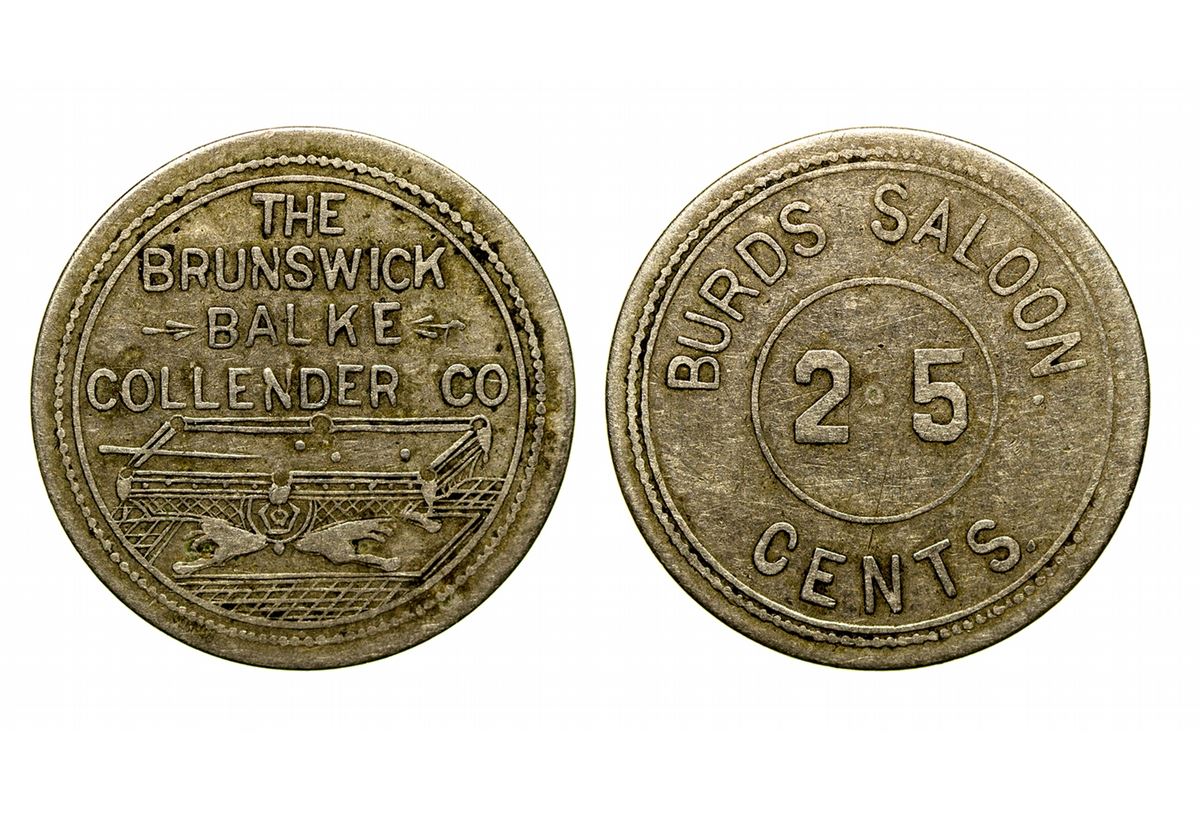 THE
BRUNSWICK
BALKE
COLLENDER CO
BURDS SALOON.
25
CENTS.